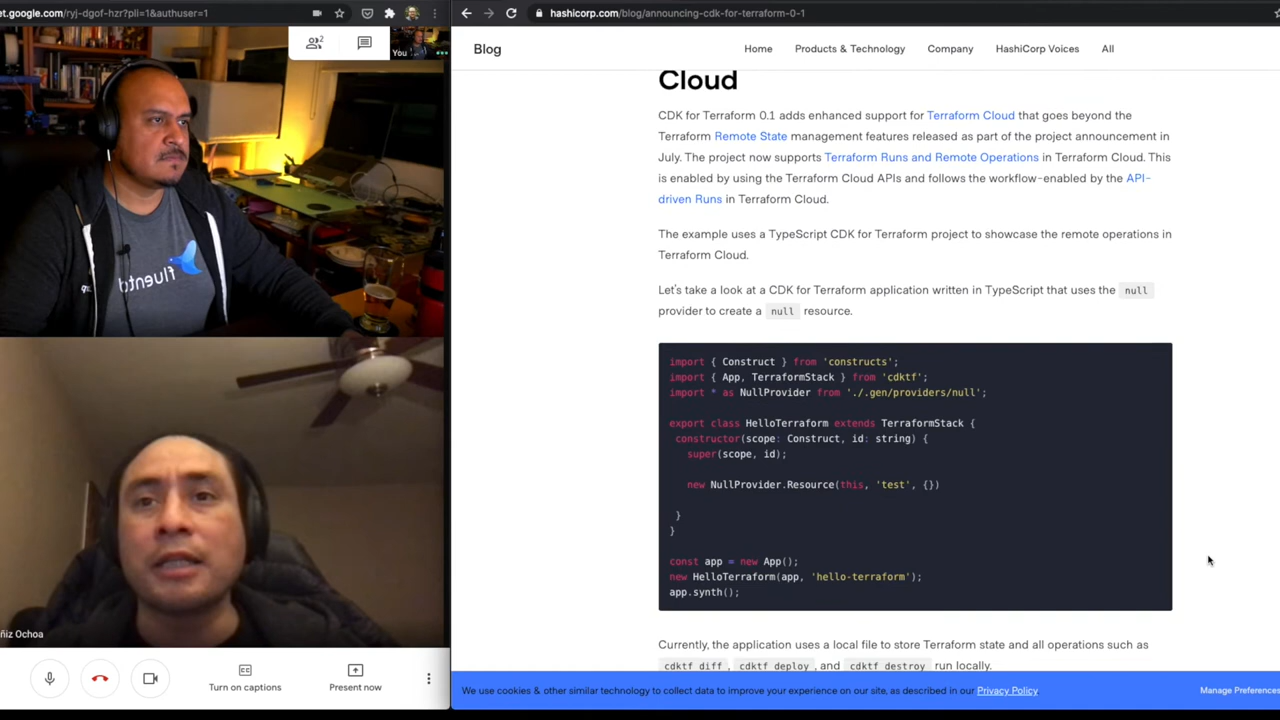 et.google.com/ryj-dgof-hzr?pli=1&authuser=1
2
You
fluentd
ñiz Ochoa
Turn on captions
Present now
hashicorp.com/blog/announcing-cdk-for-terraform-0-1
Blog
Home
Products & Technology
Company
HashiCorp Voices
All
Cloud
CDK for Terraform 0.1 adds enhanced support for Terraform Cloud that goes beyond the
Terraform Remote State management features released as part of the project announcement in
July. The project now supports Terraform Runs and Remote Operations in Terraform Cloud. This
is enabled by using the Terraform Cloud APIs and follows the workflow-enabled by the API-
driven Runs in Terraform Cloud.
The example uses a TypeScript CDK for Terraform project to showcase the remote operations in
Terraform Cloud.
Let's take a look at a CDK for Terraform application written in TypeScript that uses the null
provider to create a null resource.
import { Construct } from 'constructs';
import { App, TerraformStack } from 'cdktf';
import * as NullProvider from './.gen/providers/null';
export class HelloTerraform extends TerraformStack {
constructor(scope: Construct, id: string) {
super(scope, id);
new NullProvider.Resource(this, 'test', {})
}
}
const app = new App();
new HelloTerraform(app, 'hello-terraform');
app.synth();
Currently, the application uses a local file to store Terraform state and all operations such as
cdktf diff, cdktf deploy, and cdktf destroy run locally.
We use cookies & other similar technology to collect data to improve your experience on our site, as described in our Privacy Policy.
Manage Preferences